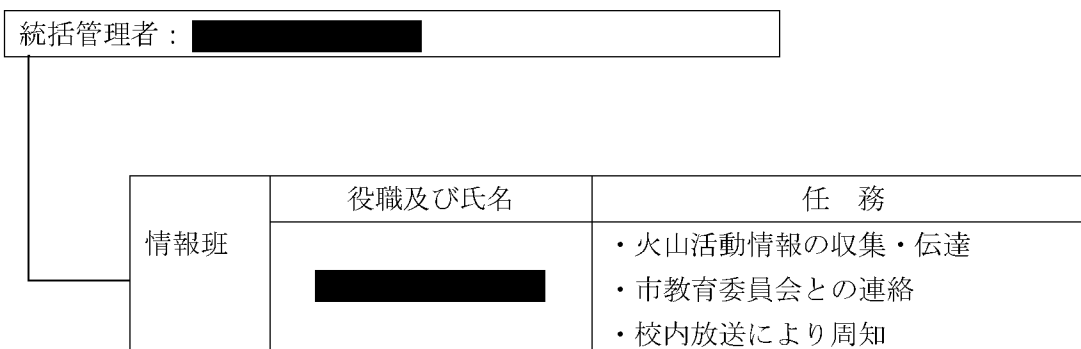 統括管理者：
役職及び氏名
任　務
情報班
・火山活動情報の収集・伝達
・市教育委員会との連絡
・校内放送により周知